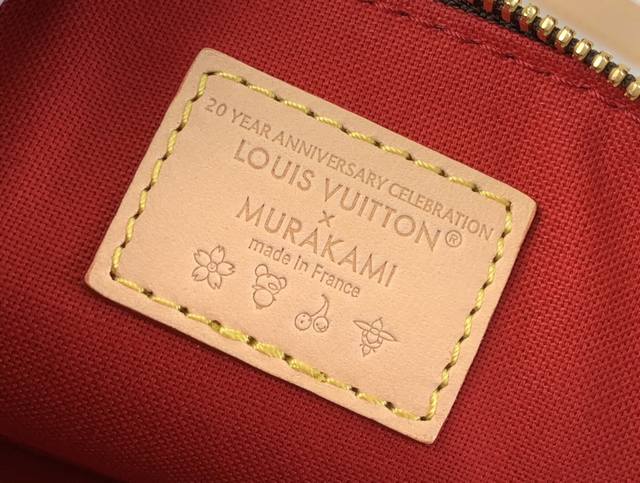 20 YEAR ANNIVERSARY CELEBRATION
LOUIS VUITTON®
×
MURAKAMI
made in France